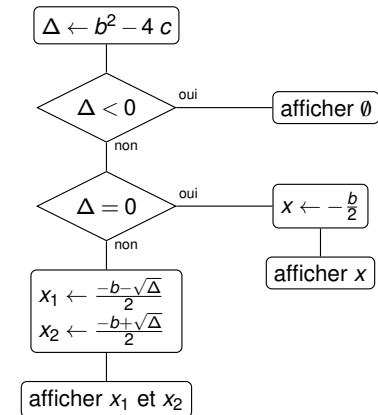 Δ ← b² − 4 c
Δ < 0
oui
afficher ∅
non
Δ = 0
oui
x ← − b/2
non
afficher x
x₁ ← (−b−√Δ)/2
x₂ ← (−b+√Δ)/2
afficher x₁ et x₂